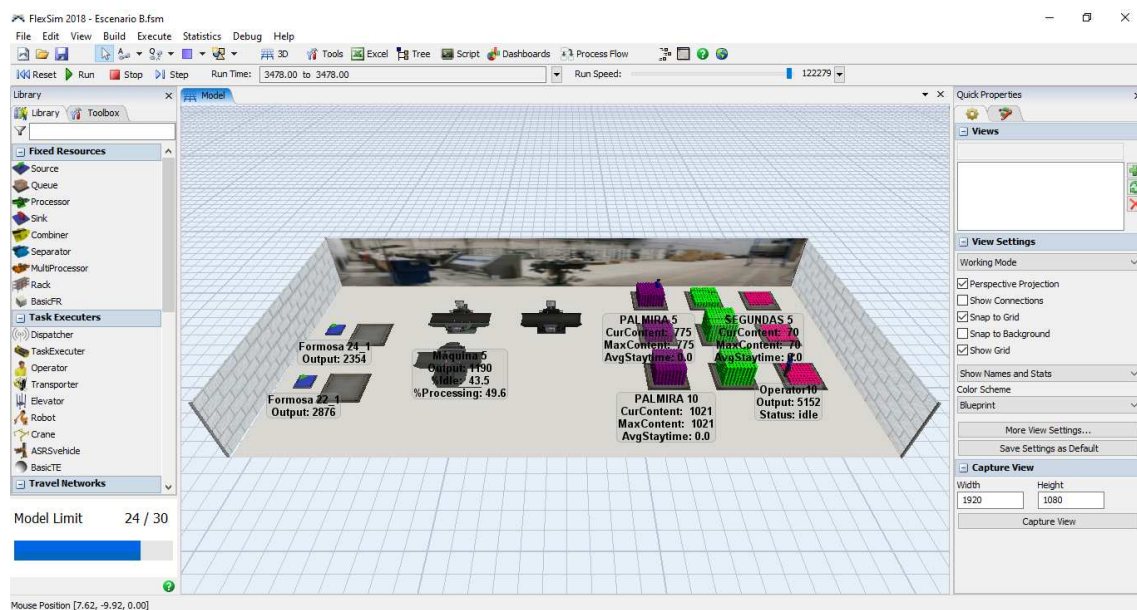 FlexSim 2018 - Escenario B.fsm
File Edit View Build Execute Statistics Debug Help
3D Tools Excel Tree Script Dashboards Process Flow
Reset Run Stop Step Run Time: 3478.00 to 3478.00 Run Speed: 122279
Library
Library Toolbox
Fixed Resources
Source
Queue
Processor
Sink
Combiner
Separator
MultiProcessor
Rack
BasicFR
Task Executers
Dispatcher
TaskExecuter
Operator
Transporter
Elevator
Robot
Crane
ASRSvehicle
BasicTE
Travel Networks
Model Limit 24 / 30
Mouse Position [7.62, -9.92, 0.00]
Model
Formosa 24_1
Output: 2354
Formosa 22_1
Output: 2876
Máquina 5
Output: 1190
%Idle: 43.5
%Processing: 49.6
PALMIRA 5
CurContent: 775
MaxContent: 775
AvgStaytime: 0.0
SEGUNDAS 5
CurContent: 70
MaxContent: 70
AvgStaytime: 0.0
PALMIRA 10
CurContent: 1021
MaxContent: 1021
AvgStaytime: 0.0
Operator10
Output: 5152
Status: idle
Quick Properties
Views
View Settings
Working Mode
Perspective Projection
Show Connections
Snap to Grid
Snap to Background
Show Grid
Show Names and Stats
Color Scheme
Blueprint
More View Settings...
Save Settings as Default
Capture View
Width Height
1920 1080
Capture View